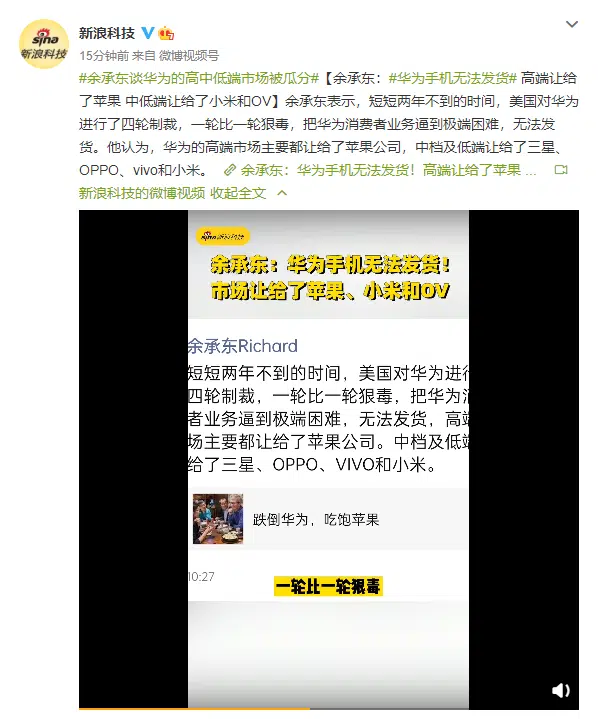 sina
新浪科技
新浪科技
15分钟前 来自 微博视频号
#余承东谈华为的高中低端市场被瓜分#【余承东：#华为手机无法发货# 高端让给
了苹果 中低端让给了小米和OV】余承东表示，短短两年不到的时间，美国对华为
进行了四轮制裁，一轮比一轮狠毒，把华为消费者业务逼到极端困难，无法发
货。他认为，华为的高端市场主要都让给了苹果公司，中档及低端让给了三星、
OPPO、vivo和小米。 余承东：华为手机无法发货！高端让给了苹果 ...
新浪科技的微博视频 收起全文
sina新浪科技
余承东：华为手机无法发货！
市场让给了苹果、小米和OV
余承东Richard
短短两年不到的时间，美国对华为进行
四轮制裁，一轮比一轮狠毒，把华为消
者业务逼到极端困难，无法发货，高端
场主要都让给了苹果公司。中档及低端
给了三星、OPPO、VIVO和小米。
跌倒华为，吃饱苹果
10:27
一轮比一轮狠毒